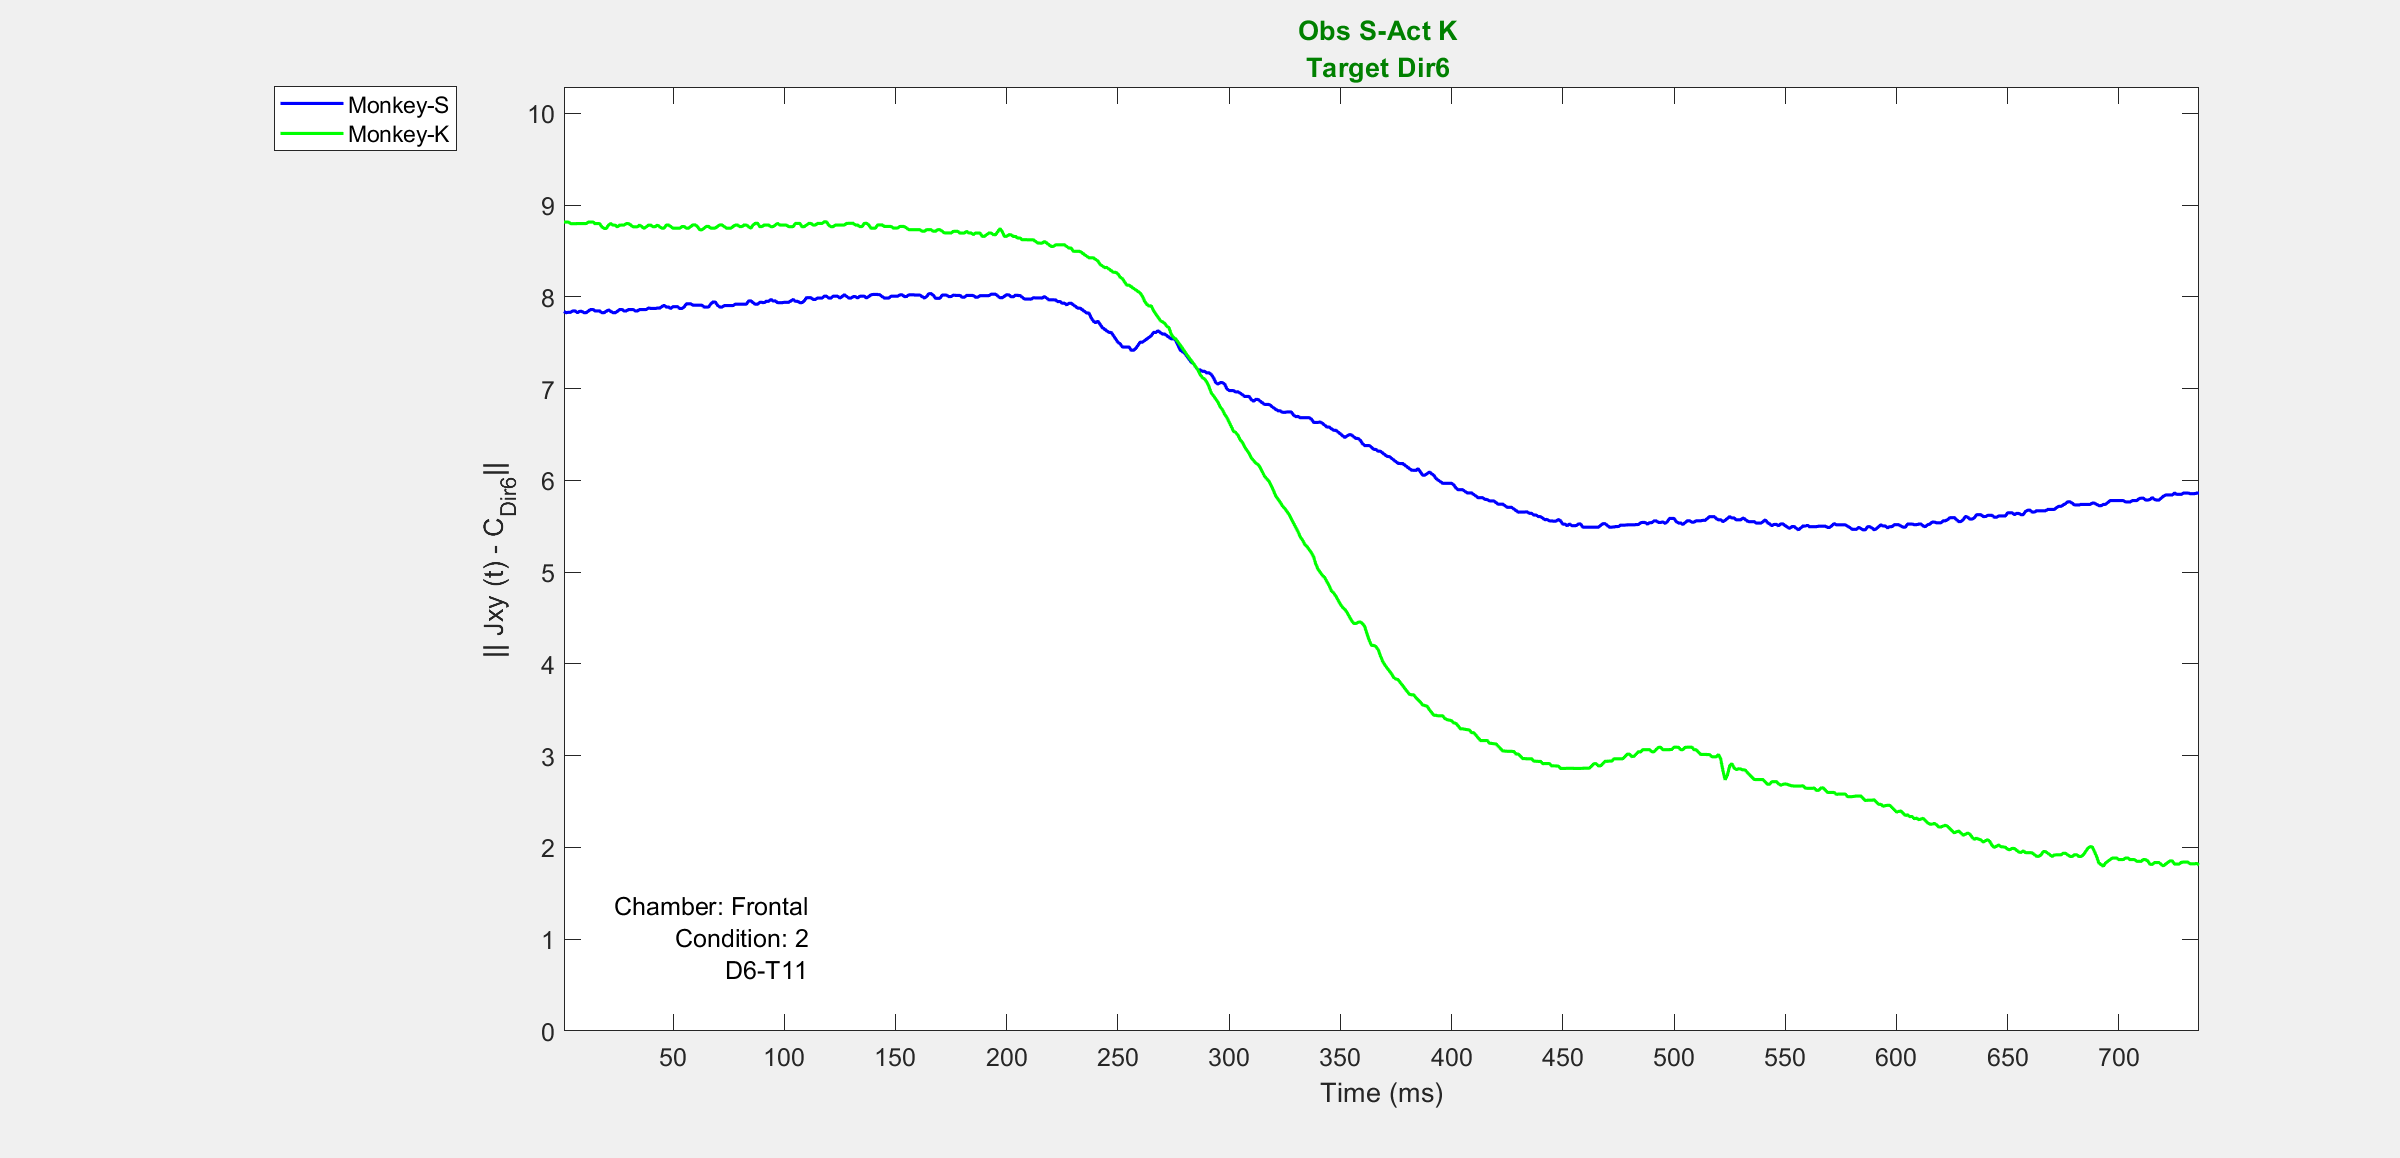 Obs S-Act K
Target Dir6
Monkey-S
Monkey-K
10
9
8
7
6
5
4
3
2
1
0
|| Jxy (t) - C_Dir6||
Chamber: Frontal
Condition: 2
D6-T11
50 100 150 200 250 300 350 400 450 500 550 600 650 700
Time (ms)